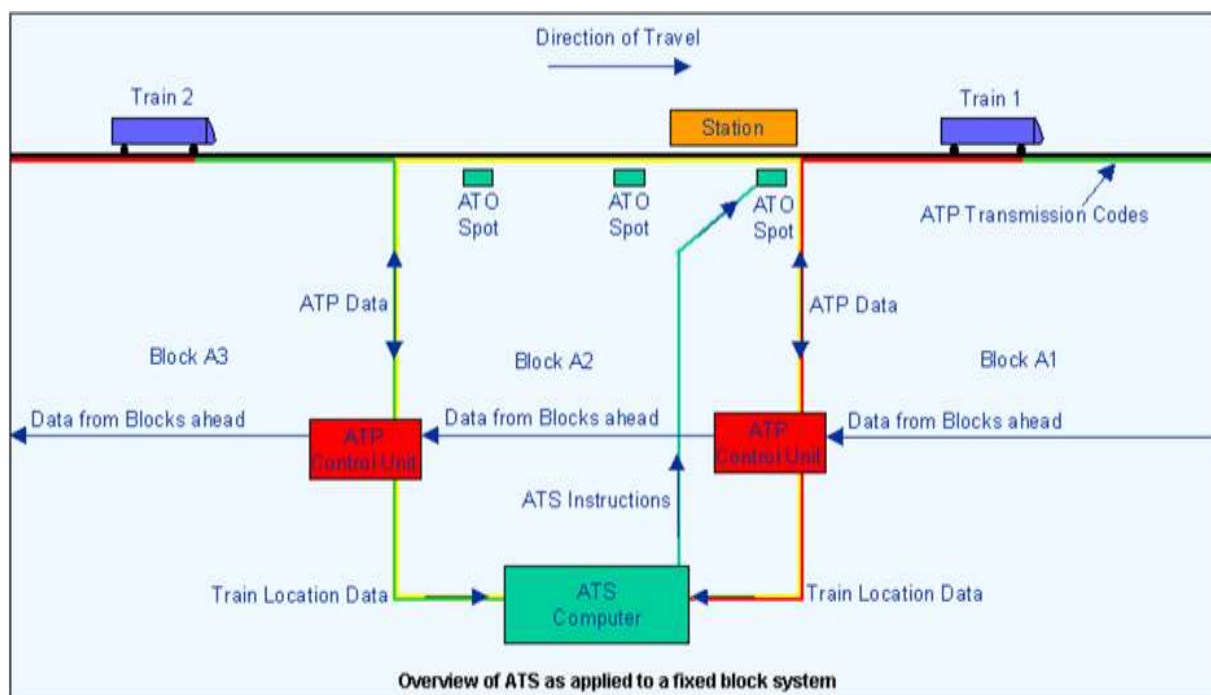 Direction of Travel
Train 2
Train 1
Station
ATO
Spot
ATO
Spot
ATO
Spot
ATP Transmission Codes
ATP Data
ATP Data
Block A3
Block A2
Block A1
Data from Blocks ahead
Data from Blocks ahead
Data from Blocks ahead
ATP
Control Unit
ATP
Control Unit
ATS Instructions
Train Location Data
ATS
Computer
Train Location Data
Overview of ATS as applied to a fixed block system